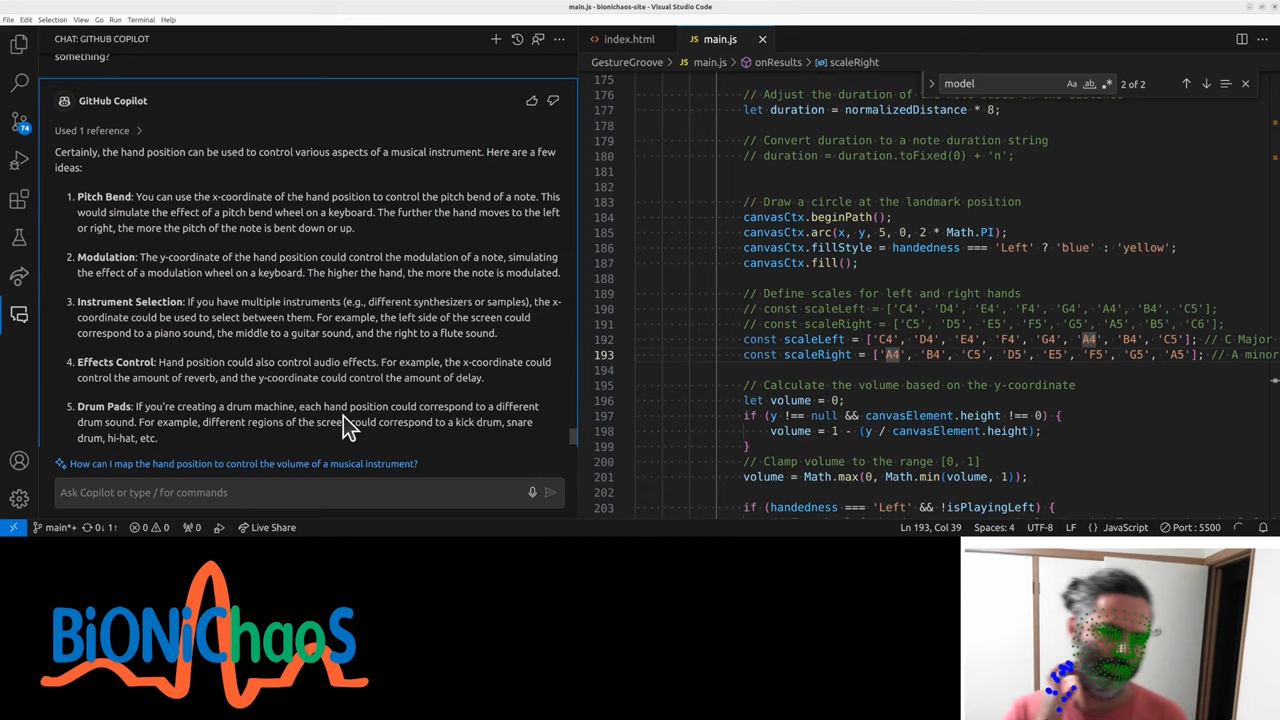 main.js - bionichaos-site - Visual Studio Code
File Edit Selection View Go Run Terminal Help
CHAT: GITHUB COPILOT
something?
GitHub Copilot
Used 1 reference
Certainly, the hand position can be used to control various aspects of a musical instrument. Here are a few
ideas:
1. Pitch Bend: You can use the x-coordinate of the hand position to control the pitch bend of a note. This
would simulate the effect of a pitch bend wheel on a keyboard. The further the hand moves to the left
or right, the more the pitch of the note is bent down or up.
2. Modulation: The y-coordinate of the hand position could control the modulation of a note, simulating
the effect of a modulation wheel on a keyboard. The higher the hand, the more the note is modulated.
3. Instrument Selection: If you have multiple instruments (e.g., different synthesizers or samples), the x-
coordinate could be used to select between them. For example, the left side of the screen could
correspond to a piano sound, the middle to a guitar sound, and the right to a flute sound.
4. Effects Control: Hand position could also control audio effects. For example, the x-coordinate could
control the amount of reverb, and the y-coordinate could control the amount of delay.
5. Drum Pads: If you're creating a drum machine, each hand position could correspond to a different
drum sound. For example, different regions of the screen could correspond to a kick drum, snare
drum, hi-hat, etc.
How can I map the hand position to control the volume of a musical instrument?
Ask Copilot or type / for commands
74
index.html main.js
GestureGroove > main.js > onResults > scaleRight
model Aa ab .* 2 of 2
175
176 // Adjust the duration of the note based on the distance
177 let duration = normalizedDistance * 8;
178
179 // Convert duration to a note duration string
180 // duration = duration.toFixed(0) + 'n';
181
182
183 // Draw a circle at the landmark position
184 canvasCtx.beginPath();
185 canvasCtx.arc(x, y, 5, 0, 2 * Math.PI);
186 canvasCtx.fillStyle = handedness === 'Left' ? 'blue' : 'yellow';
187 canvasCtx.fill();
188
189 // Define scales for left and right hands
190 // const scaleLeft = ['C4', 'D4', 'E4', 'F4', 'G4', 'A4', 'B4', 'C5'];
191 // const scaleRight = ['C5', 'D5', 'E5', 'F5', 'G5', 'A5', 'B5', 'C6'];
192 const scaleLeft = ['C4', 'D4', 'E4', 'F4', 'G4', 'A4', 'B4', 'C5']; // C Major
193 const scaleRight = ['A4', 'B4', 'C5', 'D5', 'E5', 'F5', 'G5', 'A5']; // A minor
194
195 // Calculate the volume based on the y-coordinate
196 let volume = 0;
197 if (y !== null && canvasElement.height !== 0) {
198 volume = 1 - (y / canvasElement.height);
199 }
200 // Clamp volume to the range [0, 1]
201 volume = Math.max(0, Math.min(volume, 1));
202
203 if (handedness === 'Left' && !isPlayingLeft) {
main*+ 0↓ 1↑ 0 0 0 Live Share Ln 193, Col 39 Spaces: 4 UTF-8 LF {} JavaScript Port : 5500
BiONiChaoS